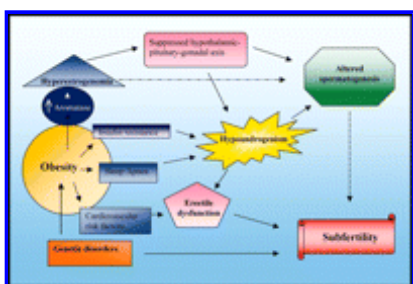 Suppressed hypothalamic-
pituitary-gonadal axis
Hyperestrogenemia
Altered
spermatogenesis
Aromatase
Insulin resistance
Hypoandrogenism
Obesity
Sleep Apnea
Erectile
dysfunction
Cardiovascular
risk factors
Genetic disorders
Subfertility